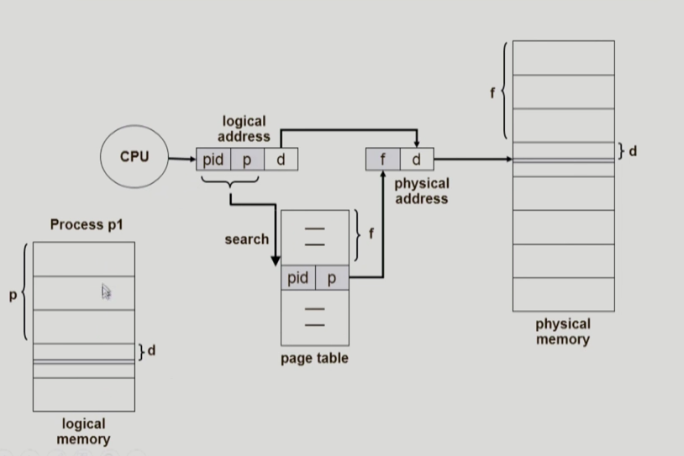 logical
address
CPU
pid p d
f d
physical
address
f
d
Process p1
search
f
pid p
p
d
page table
physical
memory
logical
memory